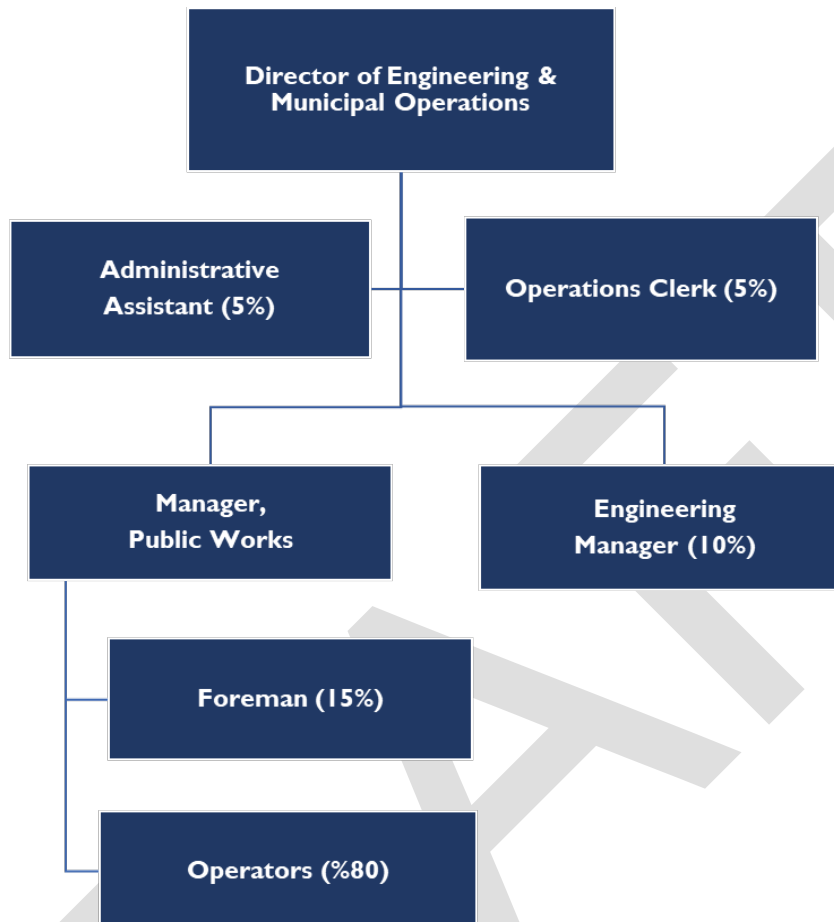 Director of Engineering &
Municipal Operations
Administrative
Assistant (5%)
Operations Clerk (5%)
Manager,
Public Works
Engineering
Manager (10%)
Foreman (15%)
Operators (%80)